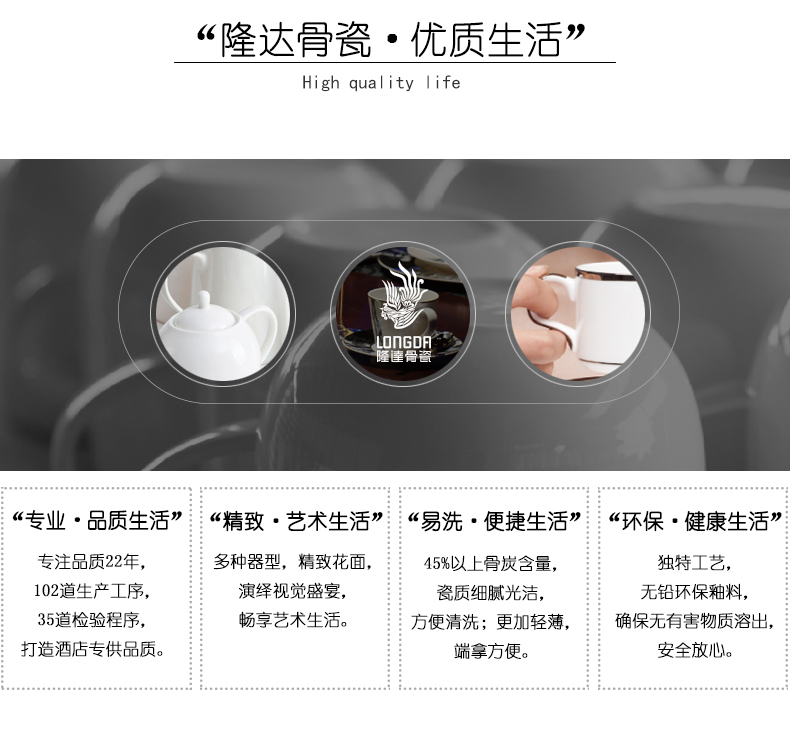 “隆达骨瓷·优质生活”
High quality life
LONGDA
隆達骨瓷
“专业·品质生活”
专注品质22年，
102道生产工序，
35道检验程序，
打造酒店专供品质。
“精致·艺术生活”
多种器型，精致花面，
演绎视觉盛宴，
畅享艺术生活。
“易洗·便捷生活”
45%以上骨炭含量，
瓷质细腻光洁，
方便清洗；更加轻薄，
端拿方便。
“环保·健康生活”
独特工艺，
无铅环保釉料，
确保无有害物质溶出，
安全放心。